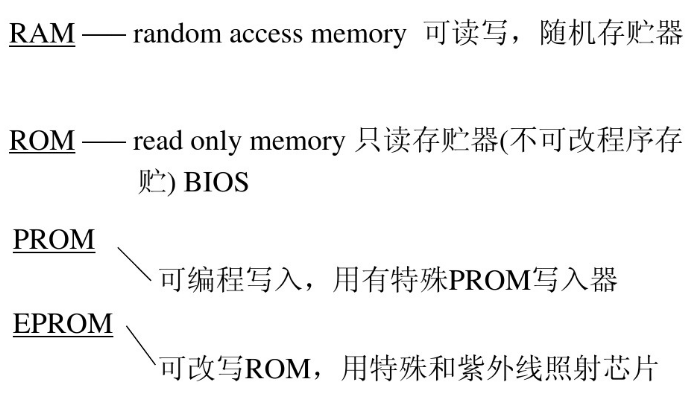 RAM — random access memory 可读写，随机存贮器
ROM — read only memory 只读存贮器(不可改程序存
贮) BIOS
PROM
可编程写入，用有特殊PROM写入器
EPROM
可改写ROM，用特殊和紫外线照射芯片